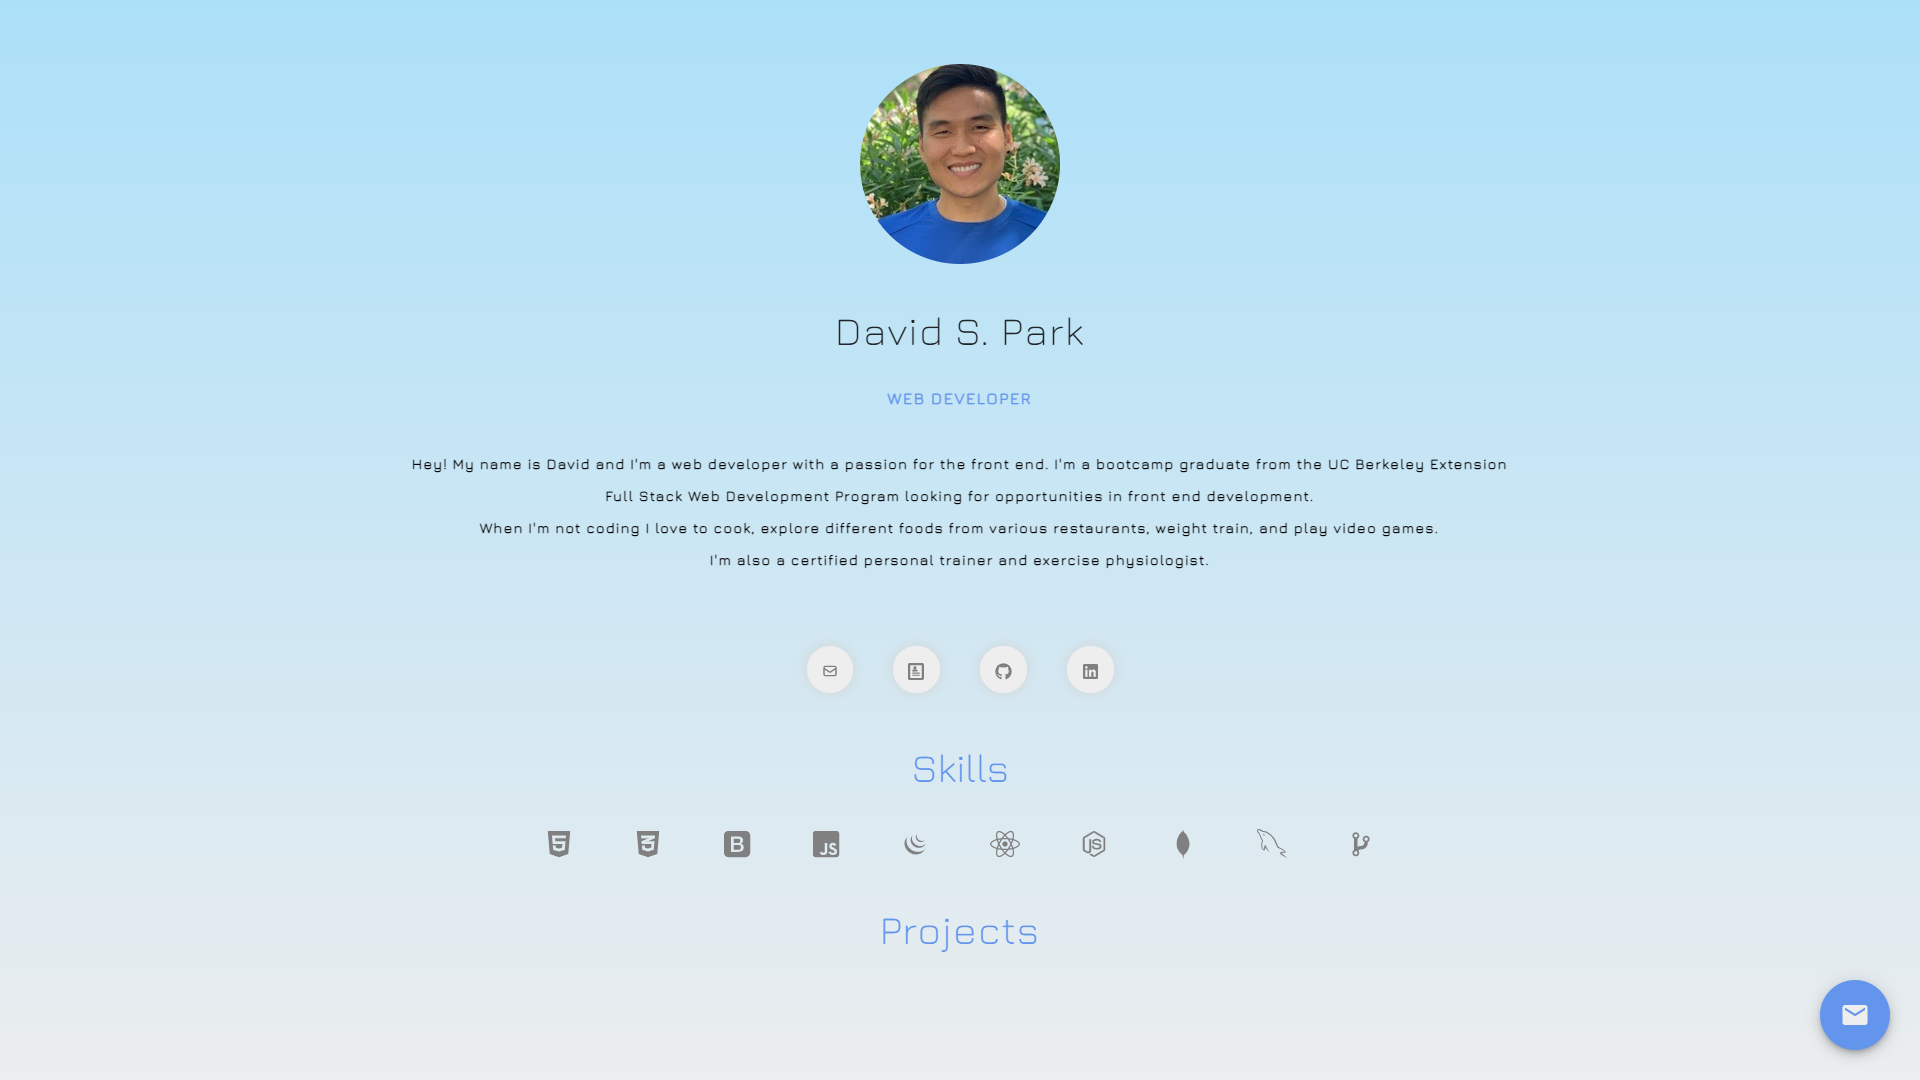 David S. Park
WEB DEVELOPER
Hey! My name is David and I'm a web developer with a passion for the front end. I'm a bootcamp graduate from the UC Berkeley Extension
Full Stack Web Development Program looking for opportunities in front end development.
When I'm not coding I love to cook, explore different foods from various restaurants, weight train, and play video games.
I'm also a certified personal trainer and exercise physiologist.
Skills
5
3
B
JS
JS
Projects